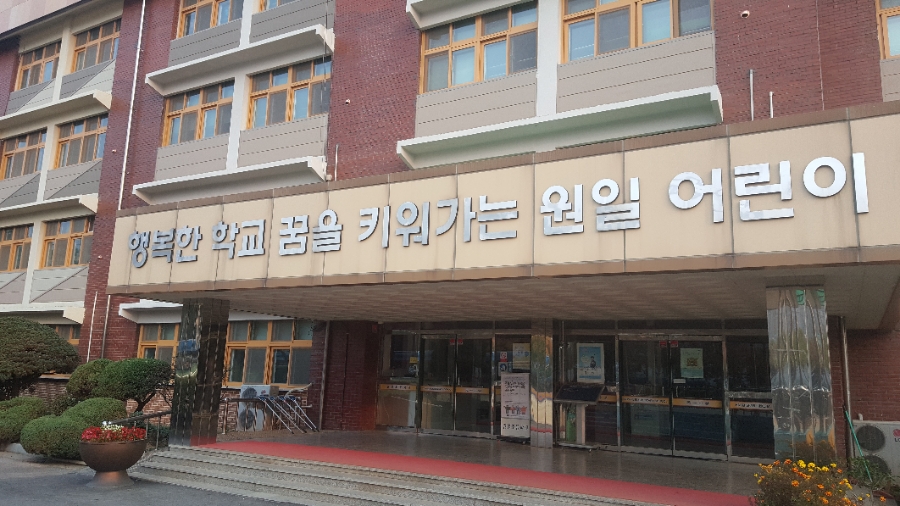 행복한 학교 꿈을 키워가는 원일 어린이